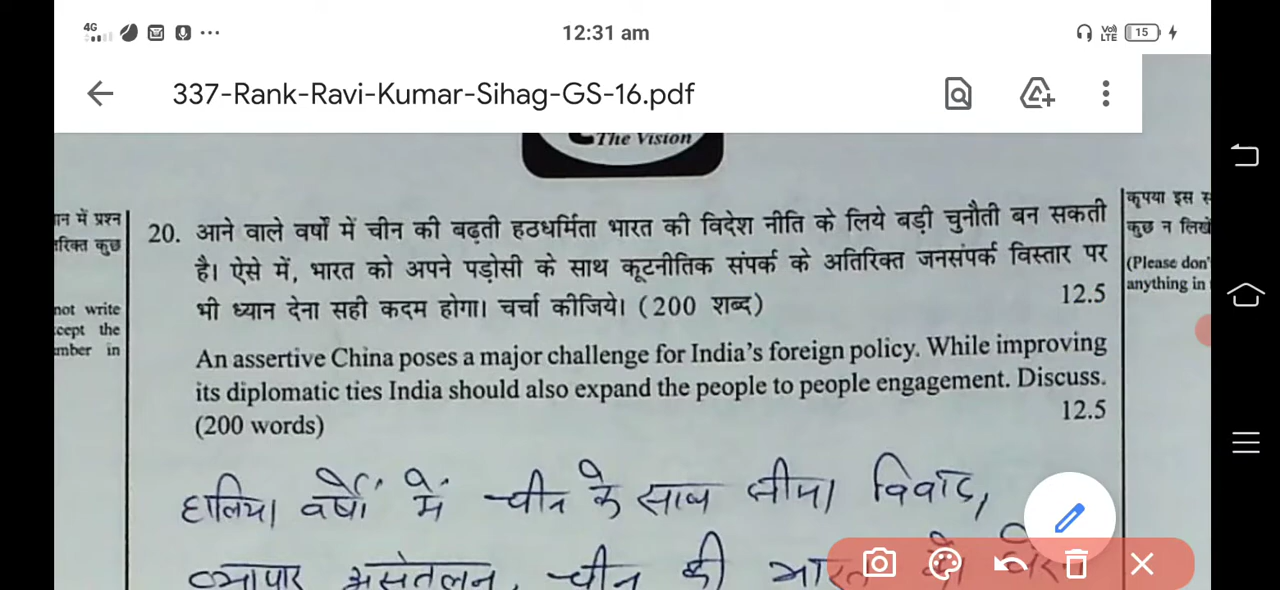 4G
12:31 am
VoLTE
15
337-Rank-Ravi-Kumar-Sihag-GS-16.pdf
The Vision
ान में प्रश्न
रिक्त कुछ
not write
cept the
mber in
20. आने वाले वर्षों में चीन की बढ़ती हठधर्मिता भारत की विदेश नीति के लिये बड़ी चुनौती बन सकती
है। ऐसे में, भारत को अपने पड़ोसी के साथ कूटनीतिक संपर्क के अतिरिक्त जनसंपर्क विस्तार पर
भी ध्यान देना सही कदम होगा। चर्चा कीजिये। (200 शब्द) 12.5
An assertive China poses a major challenge for India's foreign policy. While improving
its diplomatic ties India should also expand the people to people engagement. Discuss.
(200 words) 12.5
कृपया इस स
कुछ न लिखें
(Please don'
anything in
हालिया वर्षों में चीन के साथ सीमा विवाद,
व्यापार असंतुलन, चीन की भारत को